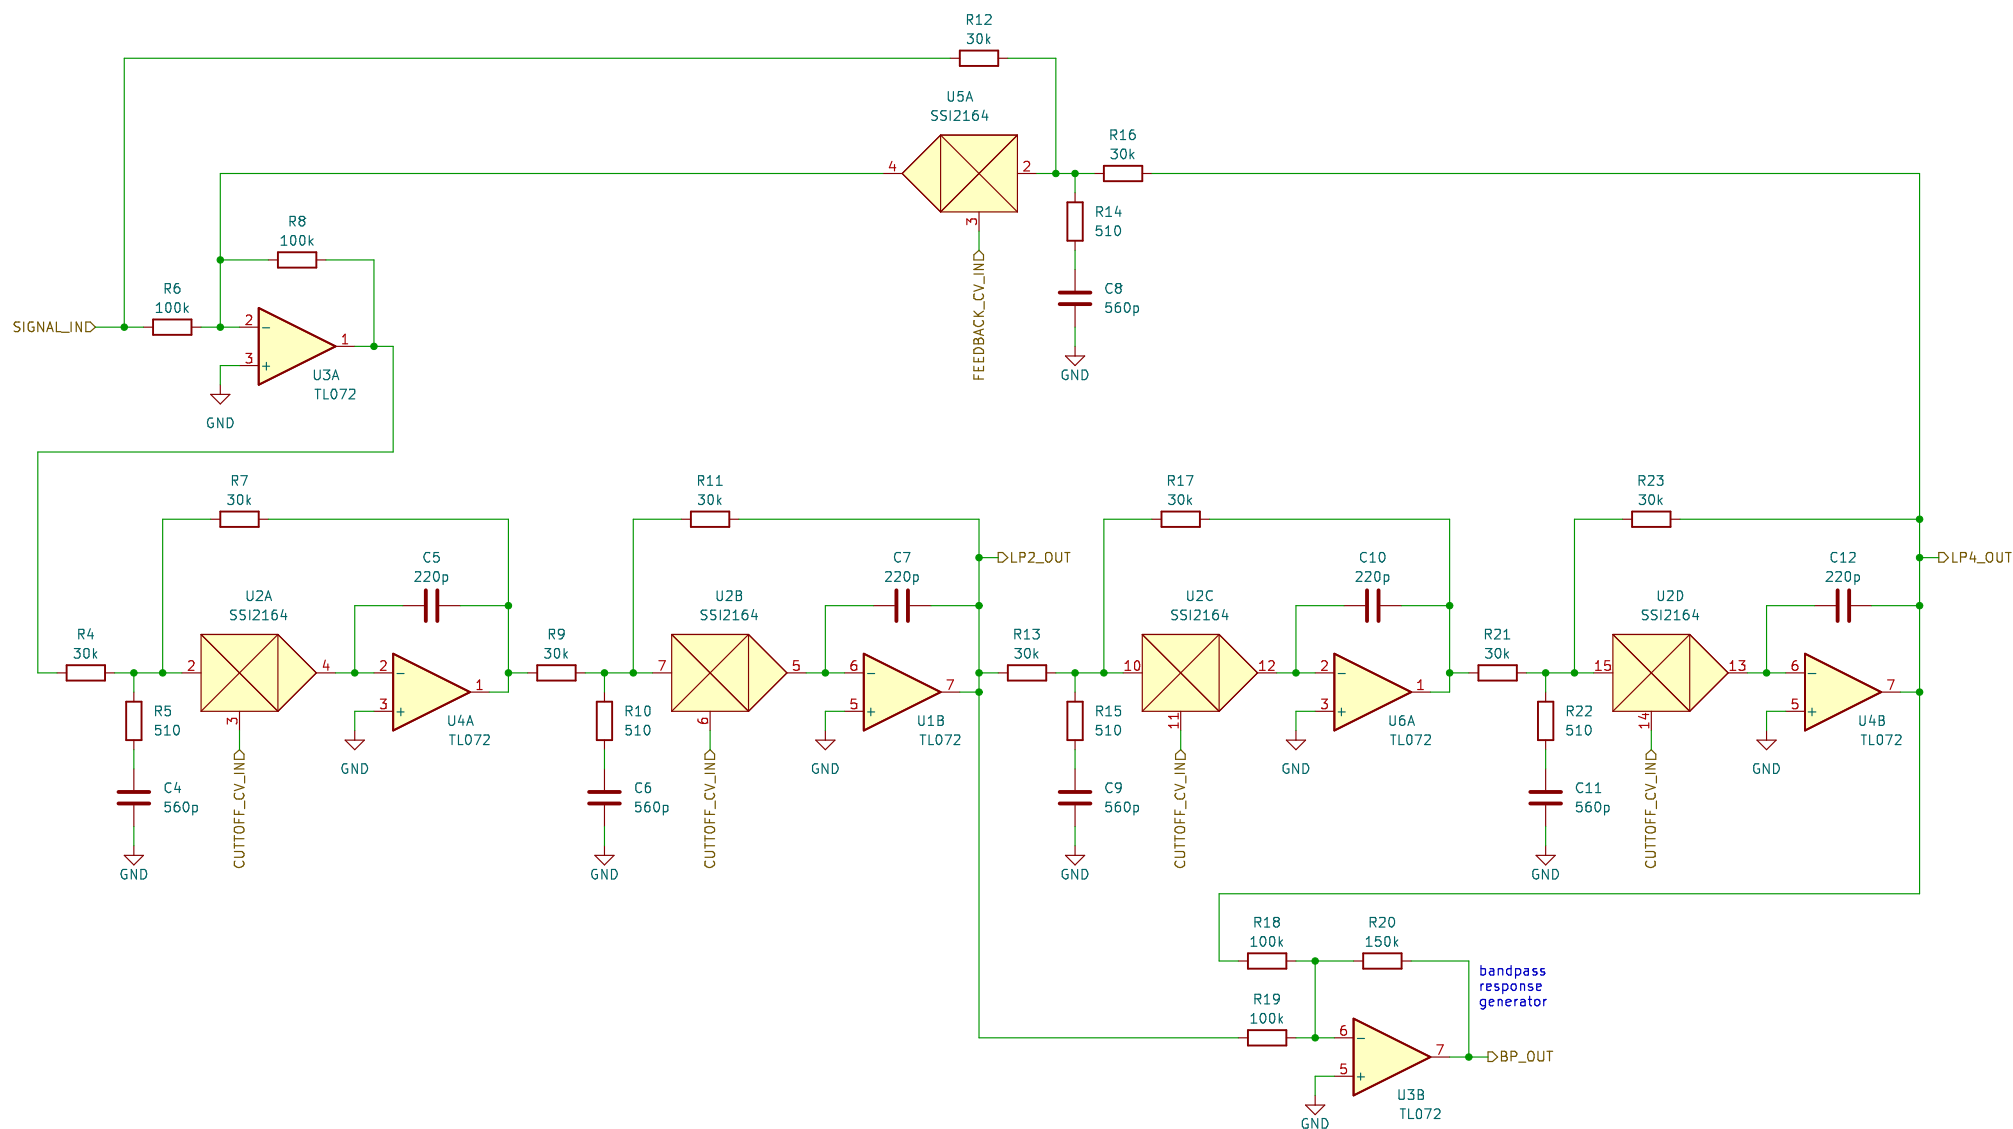 R12
30k
U5A
SSI2164
4
2
3
R16
30k
R14
510
C8
560p
GND
FEEDBACK_CV_IN
R8
100k
R6
100k
SIGNAL_IN
2
−
1
3
+
U3A
TL072
GND
R7
30k
C5
220p
U2A
SSI2164
R4
30k
2
4
3
R5
510
C4
560p
GND
CUTTOFF_CV_IN
2
−
1
3
+
U4A
TL072
GND
R11
30k
LP2_OUT
C7
220p
U2B
SSI2164
R9
30k
7
5
6
R10
510
C6
560p
GND
CUTTOFF_CV_IN
6
−
7
5
+
U1B
TL072
GND
R17
30k
C10
220p
U2C
SSI2164
R13
30k
10
12
11
R15
510
C9
560p
GND
CUTTOFF_CV_IN
2
−
1
3
+
U6A
TL072
GND
R23
30k
LP4_OUT
C12
220p
U2D
SSI2164
R21
30k
15
13
14
R22
510
C11
560p
GND
CUTTOFF_CV_IN
6
−
7
5
+
U4B
TL072
GND
R18
100k
R20
150k
bandpass
response
generator
R19
100k
6
−
7
5
+
BP_OUT
U3B
TL072
GND